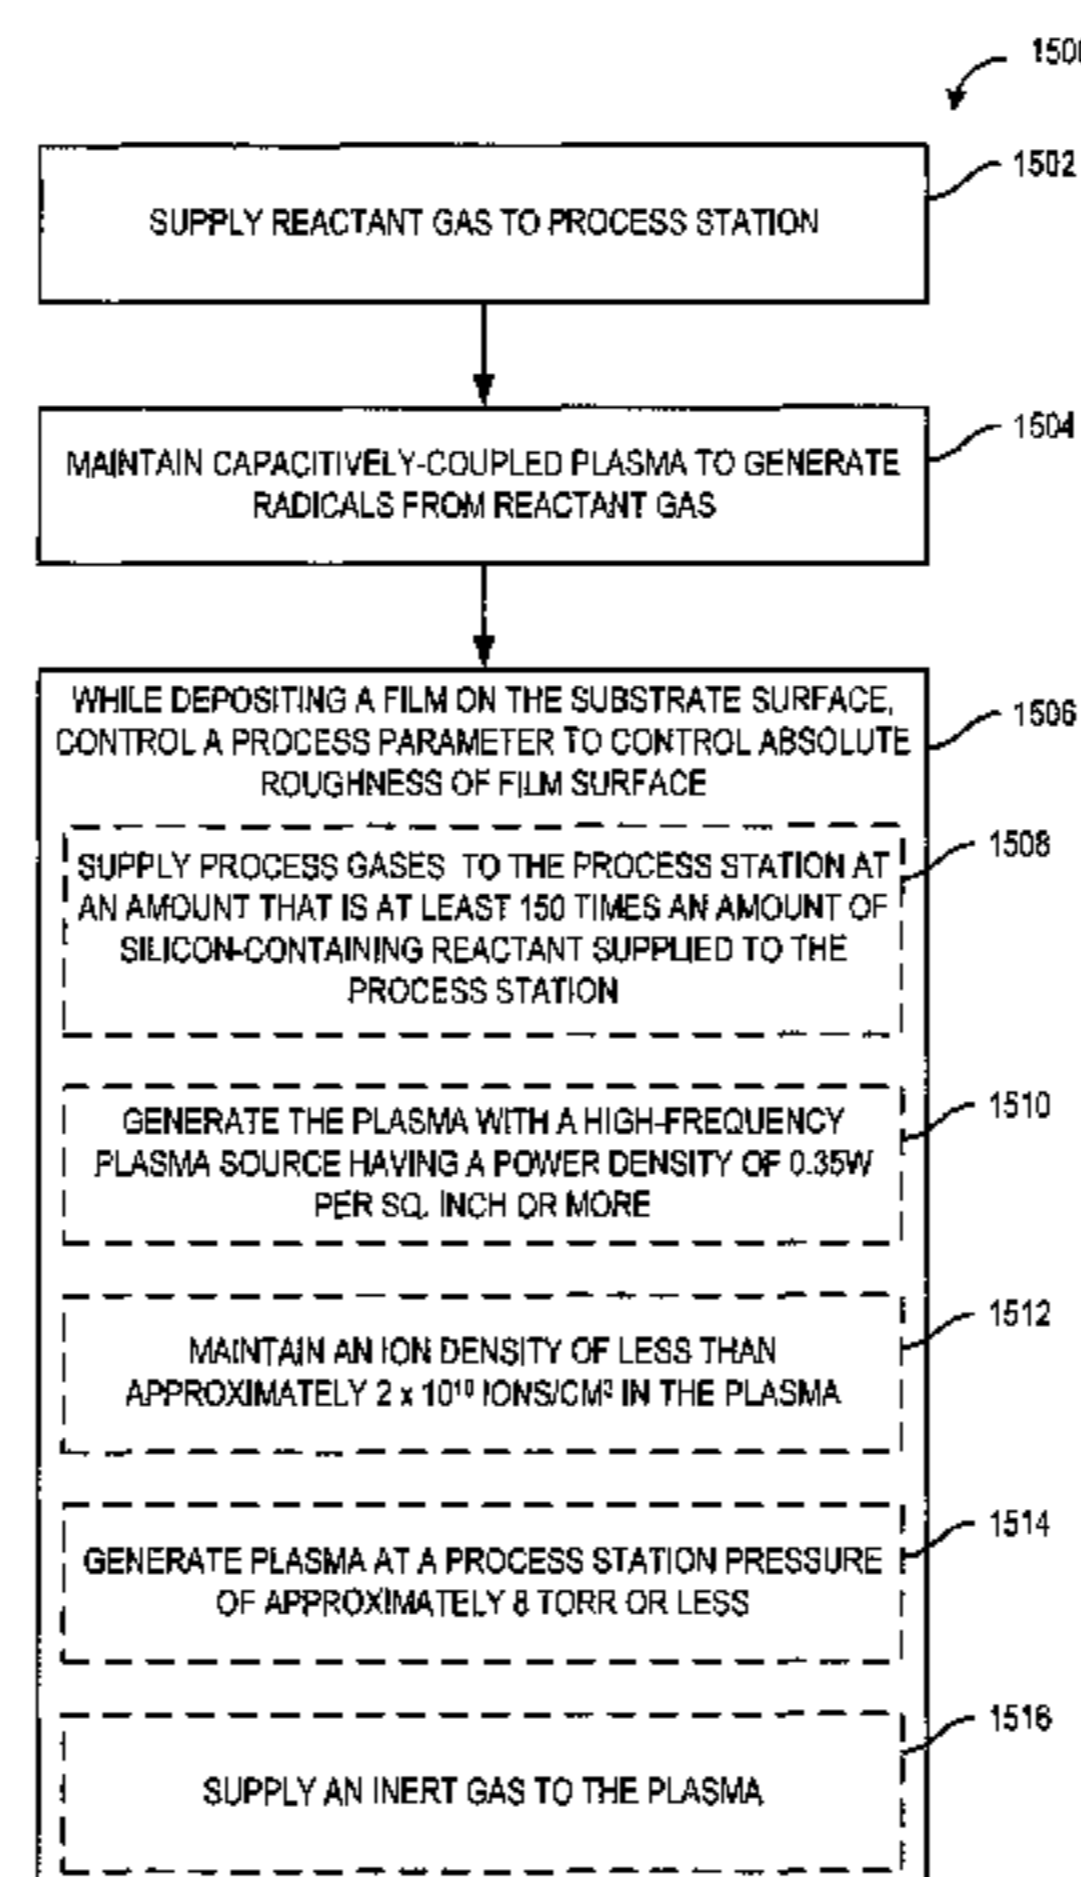 150
1502
SUPPLY REACTANT GAS TO PROCESS STATION
1504
MAINTAIN CAPACITIVELY-COUPLED PLASMA TO GENERATE
RADICALS FROM REACTANT GAS
WHILE DEPOSITING A FILM ON THE SUBSTRATE SURFACE,
1506
CONTROL A PROCESS PARAMETER TO CONTROL ABSOLUTE
ROUGHNESS OF FILM SURFACE
1508
SUPPLY PROCESS GASES TO THE PROCESS STATION AT
AN AMOUNT THAT IS AT LEAST 150 TIMES AN AMOUNT OF
SILICON-CONTAINING REACTANT SUPPLIED TO THE
PROCESS STATION
1510
GENERATE THE PLASMA WITH A HIGH-FREQUENCY
PLASMA SOURCE HAVING A POWER DENSITY OF 0.35W
PER SQ. INCH OR MORE
1512
MAINTAIN AN ION DENSITY OF LESS THAN
APPROXIMATELY 2 x 10¹⁰ IONS/CM³ IN THE PLASMA
1514
GENERATE PLASMA AT A PROCESS STATION PRESSURE
OF APPROXIMATELY 8 TORR OR LESS
1516
SUPPLY AN INERT GAS TO THE PLASMA